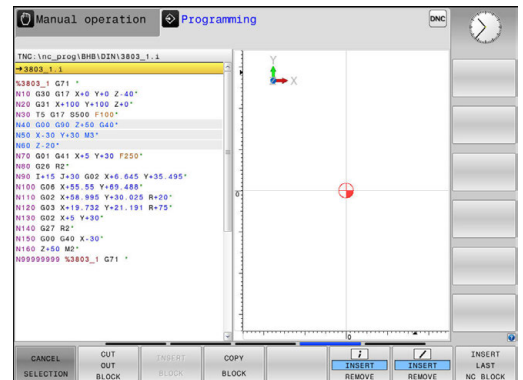 Manual operation
Programming
DNC
TNC:\nc_prog\BHB\DIN\3803_1.i
→3803_1.i
%3803_1 G71 *
N10 G30 G17 X+0 Y+0 Z-40*
N20 G31 X+100 Y+100 Z+0*
N30 T5 G17 S500 F100*
N40 G00 G90 Z+50 G40*
N50 X-30 Y+30 M3*
N60 Z-20*
N70 G01 G41 X+5 Y+30 F250*
N80 G26 R2*
N90 I+15 J+30 G02 X+6.645 Y+35.495*
N100 G06 X+55.55 Y+69.488*
N110 G02 X+58.995 Y+30.025 R+20*
N120 G03 X+19.732 Y+21.191 R+75*
N130 G02 X+5 Y+30*
N140 G27 R2*
N150 G00 G40 X-30*
N160 Z+50 M2*
N99999999 %3803_1 G71 *
Y
X
0
0
CANCEL
SELECTION
CUT
OUT
BLOCK
INSERT
BLOCK
COPY
BLOCK
INSERT
REMOVE
INSERT
REMOVE
INSERT
LAST
NC BLOCK